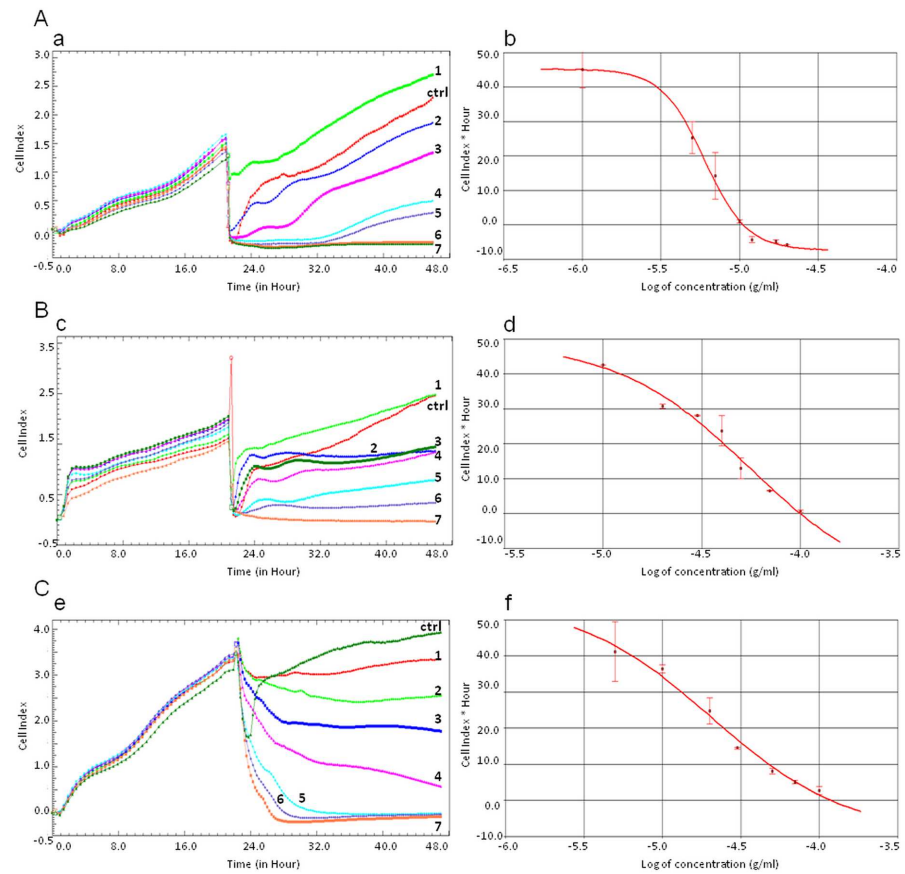 A
a
b
3.0
2.5
2.0
1.5
1.0
0.5
0.0
-0.5
Cell Index
1
ctrl
2
3
4
5
6
7
0.0 8.0 16.0 24.0 32.0 40.0 48.0
Time (in Hour)
50.0
40.0
30.0
20.0
10.0
0.0
-10.0
Cell Index * Hour
-6.5 -6.0 -5.5 -5.0 -4.5 -4.0
Log of concentration (g/ml)
B
c
d
3.5
2.5
1.5
0.5
-0.5
Cell Index
1
ctrl
2
3
4
5
6
7
0.0 8.0 16.0 24.0 32.0 40.0 48.0
Time (in Hour)
50.0
40.0
30.0
20.0
10.0
0.0
-10.0
Cell Index * Hour
-5.5 -5.0 -4.5 -4.0 -3.5
Log of concentration (g/ml)
C
e
f
4.0
3.0
2.0
1.0
0.0
-0.5
Cell Index
ctrl
1
2
3
4
6 5
7
0.0 8.0 16.0 24.0 32.0 40.0 48.0
Time (in Hour)
50.0
40.0
30.0
20.0
10.0
0.0
-10.0
Cell Index * Hour
-6.0 -5.5 -5.0 -4.5 -4.0 -3.5
Log of concentration (g/ml)